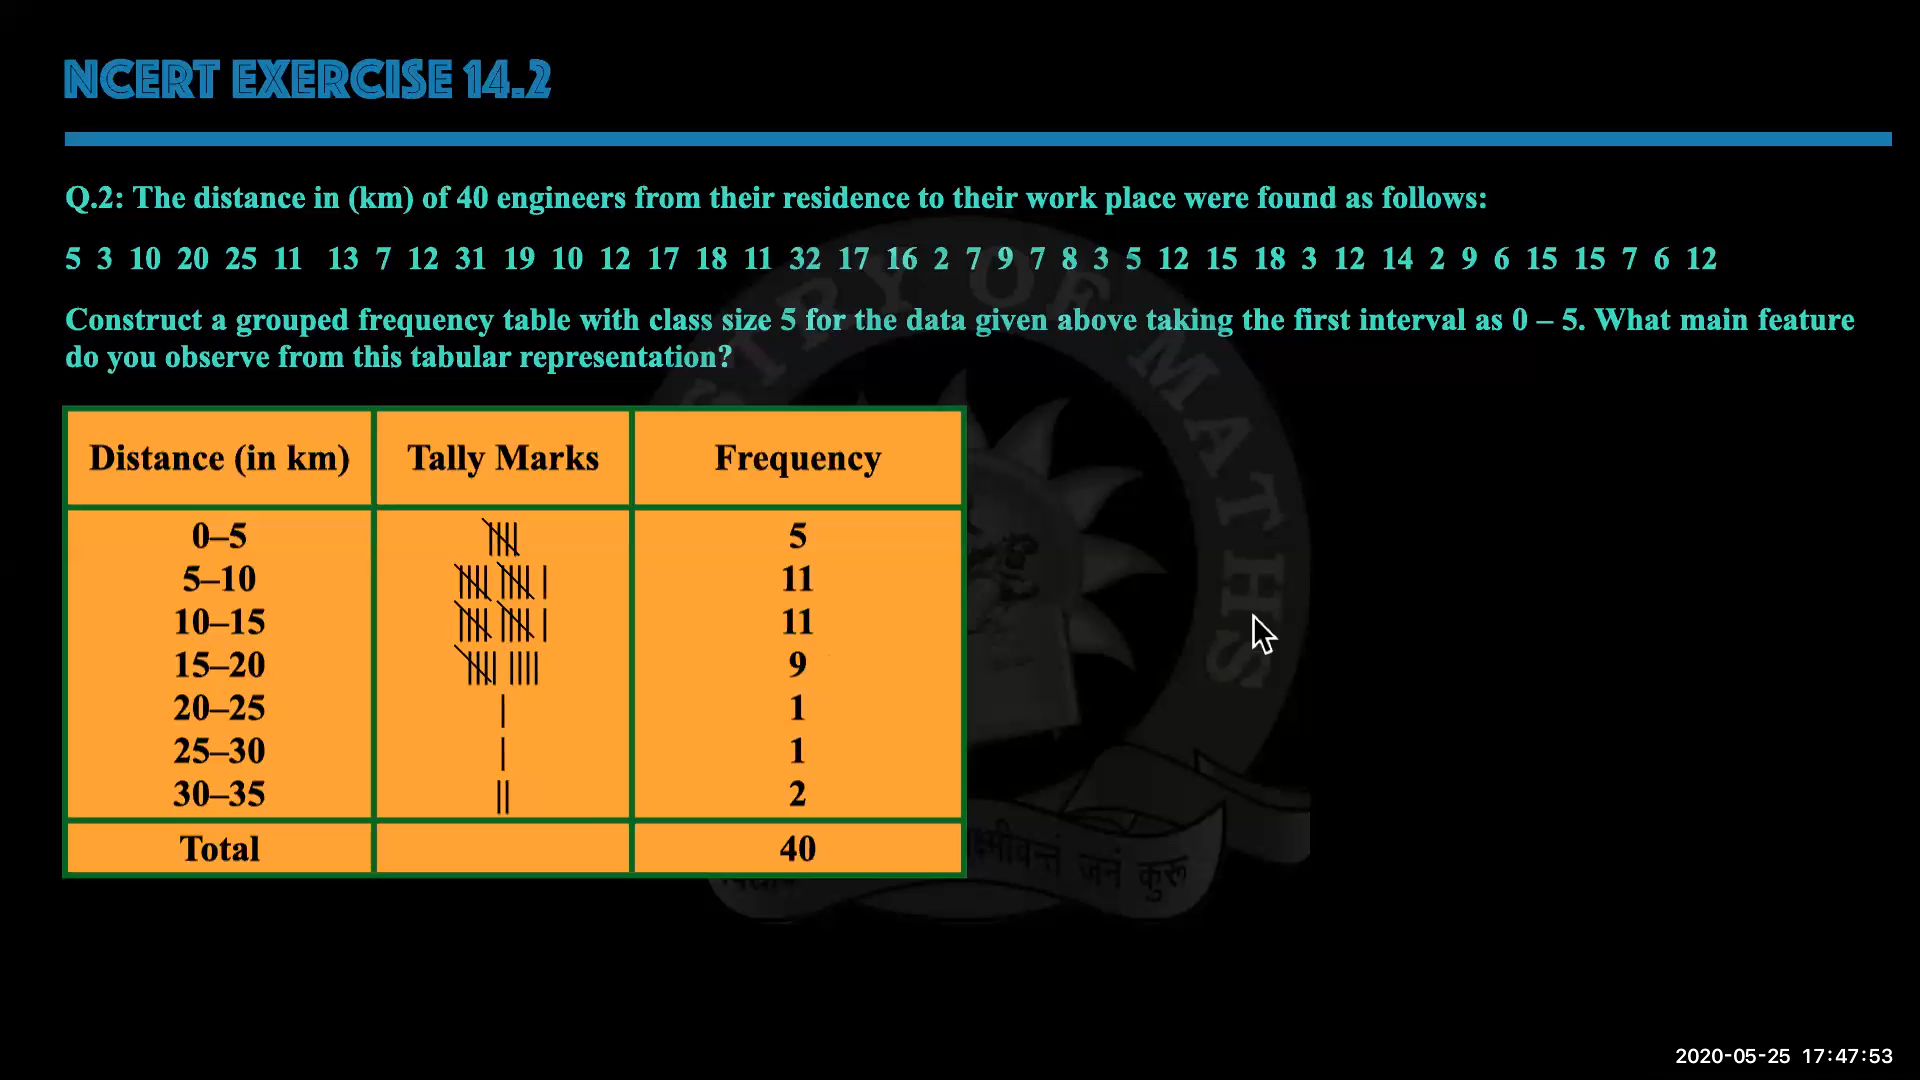 NCERT EXERCISE 14.2
Q.2: The distance in (km) of 40 engineers from their residence to their work place were found as follows:
5 3 10 20 25 11 13 7 12 31 19 10 12 17 18 11 32 17 16 2 7 9 7 8 3 5 12 15 18 3 12 14 2 9 6 15 15 7 6 12
Construct a grouped frequency table with class size 5 for the data given above taking the first interval as 0 – 5. What main feature
do you observe from this tabular representation?
Distance (in km) Tally Marks Frequency
0–5 5
5–10 11
10–15 11
15–20 9
20–25 1
25–30 1
30–35 2
Total 40
STRY OF MATHS
जनं कुरू
2020-05-25 17:47:53